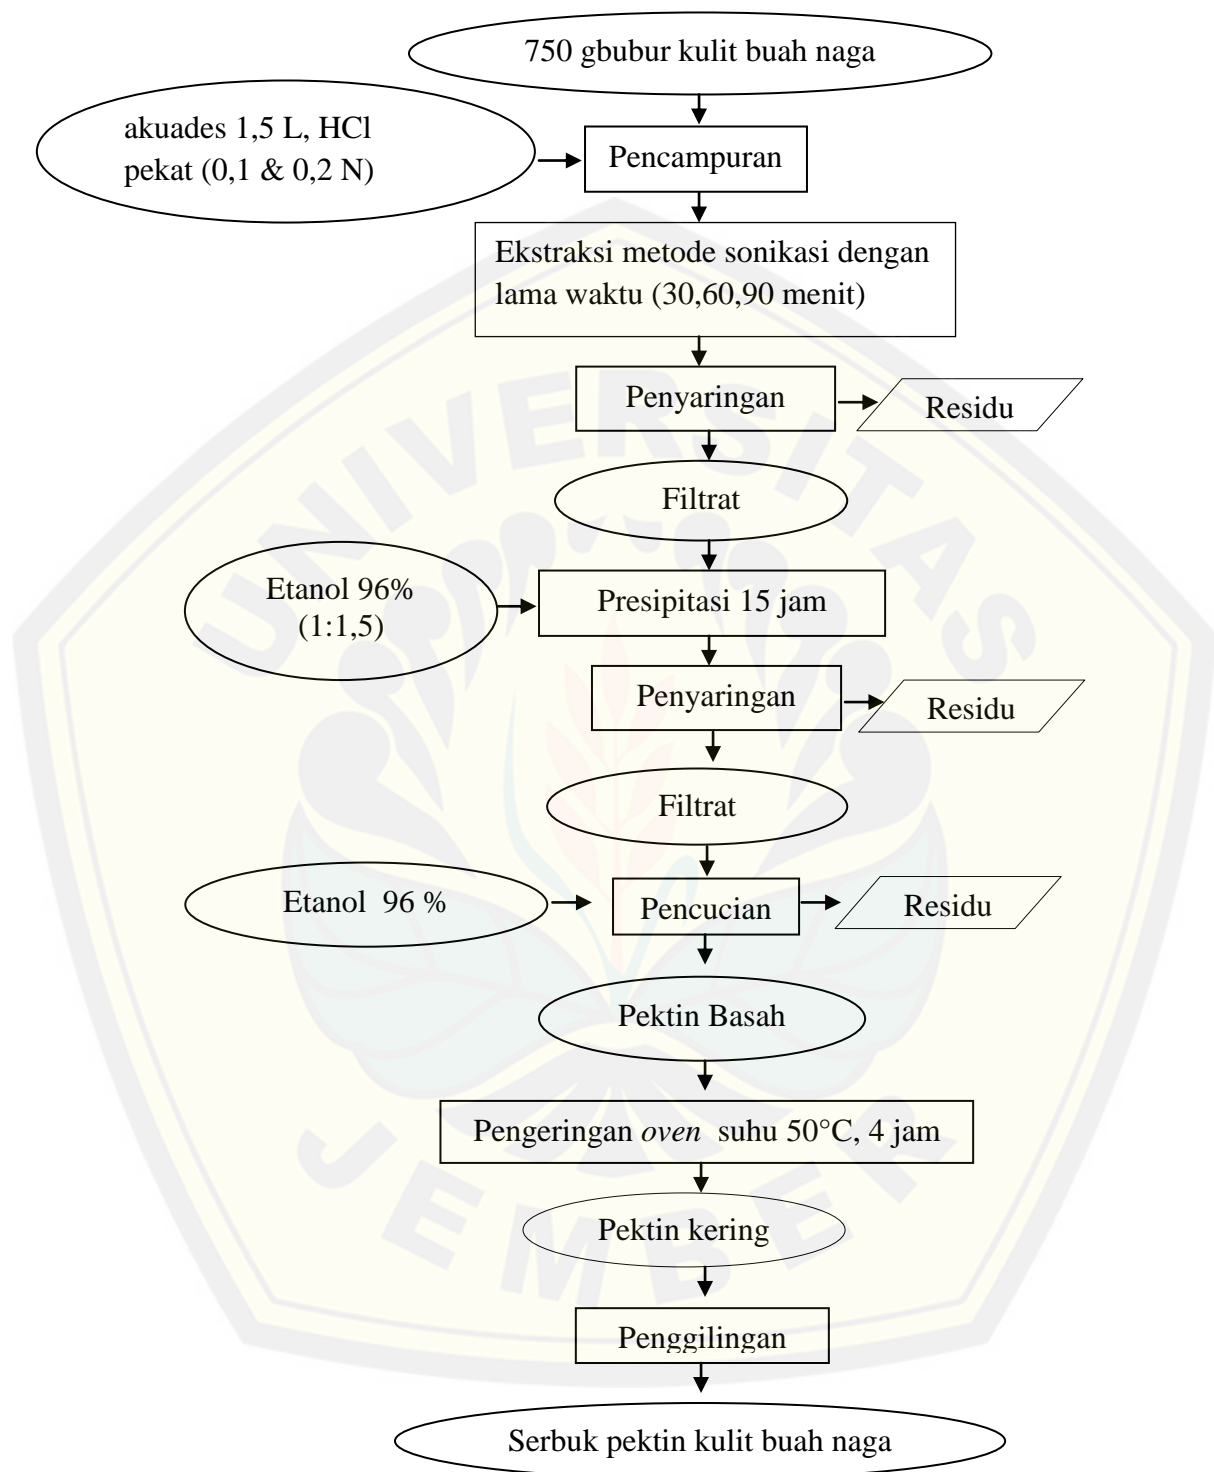 750 gbubur kulit buah naga
akuades 1,5 L, HCl
pekat (0,1 & 0,2 N)
Pencampuran
Ekstraksi metode sonikasi dengan
lama waktu (30,60,90 menit)
Penyaringan
Residu
Filtrat
Etanol 96%
(1:1,5)
Presipitasi 15 jam
Penyaringan
Residu
Filtrat
Etanol  96 %
Pencucian
Residu
Pektin Basah
Pengeringan oven  suhu 50°C, 4 jam
Pektin kering
Penggilingan
Serbuk pektin kulit buah naga
UNIVERSITAS
JEMBER